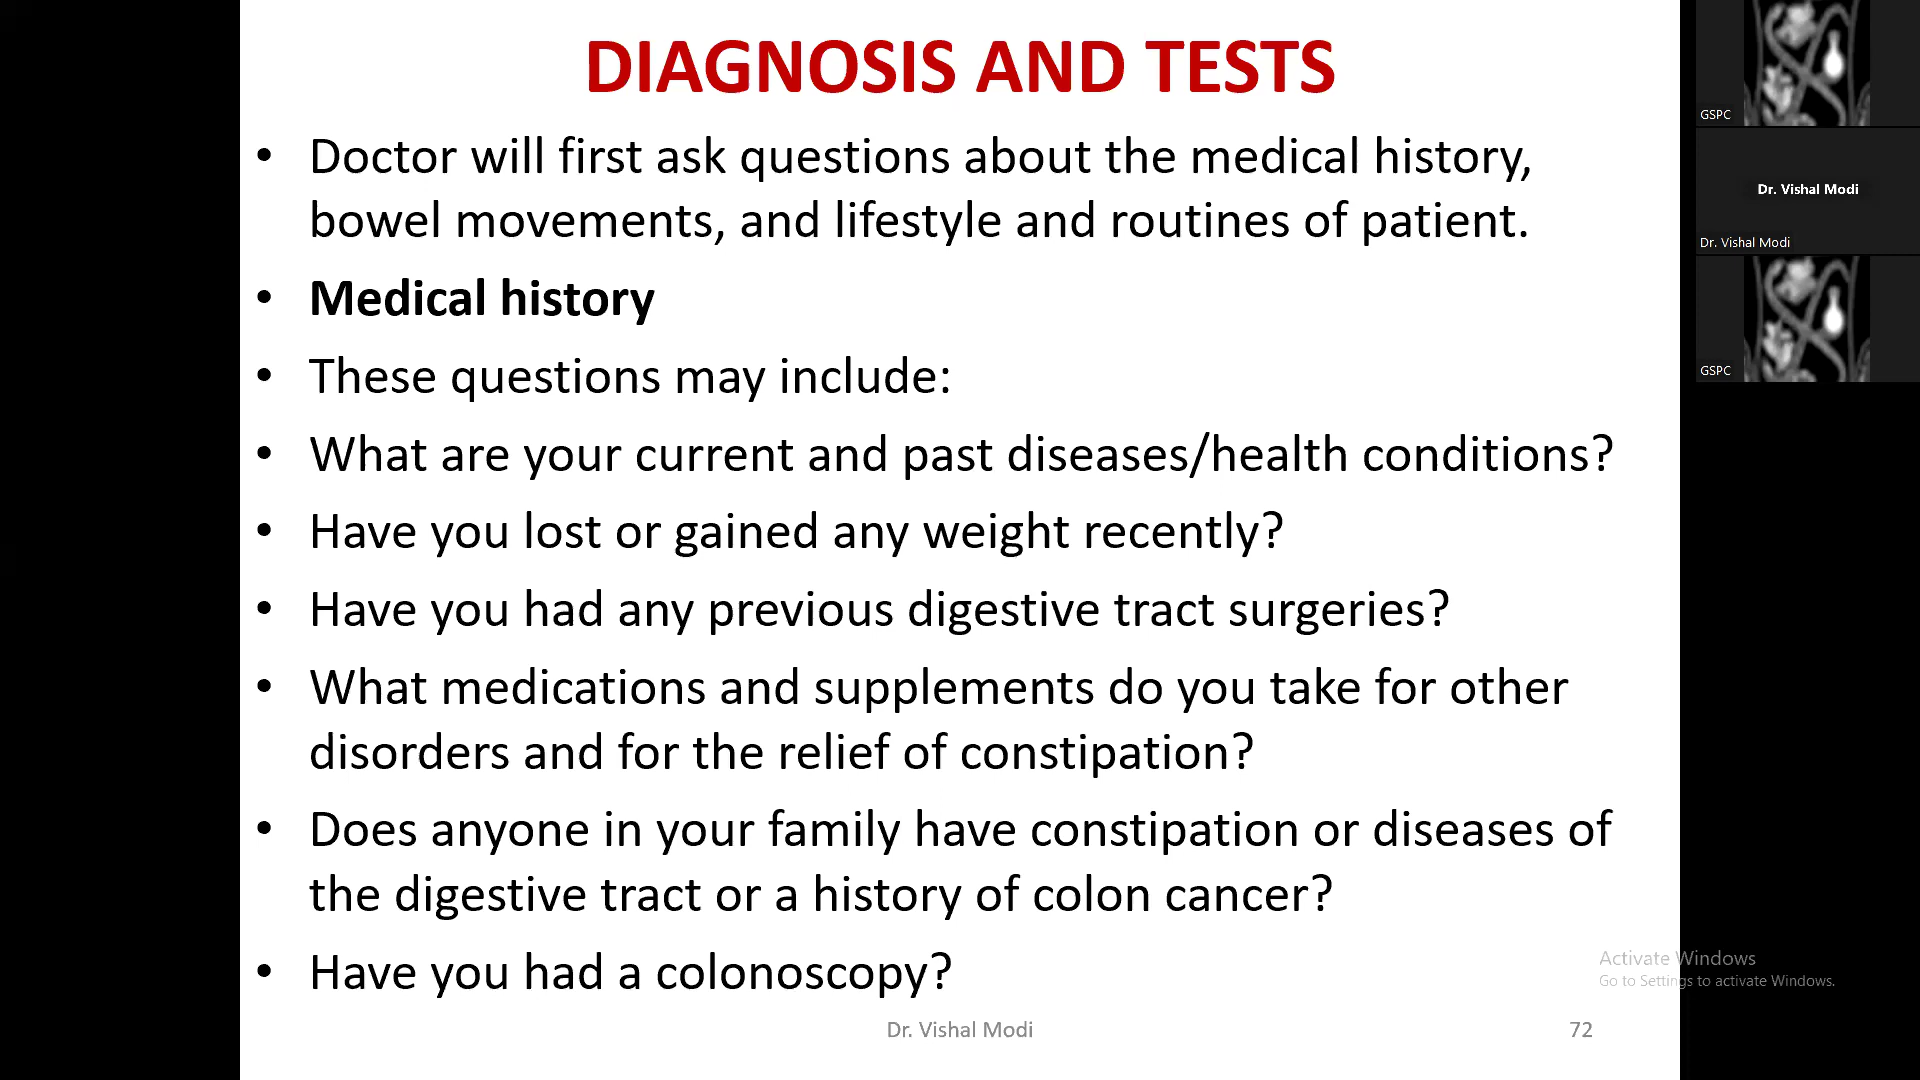 DIAGNOSIS AND TESTS
• Doctor will first ask questions about the medical history,
bowel movements, and lifestyle and routines of patient.
• Medical history
• These questions may include:
• What are your current and past diseases/health conditions?
• Have you lost or gained any weight recently?
• Have you had any previous digestive tract surgeries?
• What medications and supplements do you take for other
disorders and for the relief of constipation?
• Does anyone in your family have constipation or diseases of
the digestive tract or a history of colon cancer?
• Have you had a colonoscopy?
Dr. Vishal Modi
72
GSPC
Dr. Vishal Modi
Dr. Vishal Modi
GSPC
Activate Windows
Go to Settings to activate Windows.